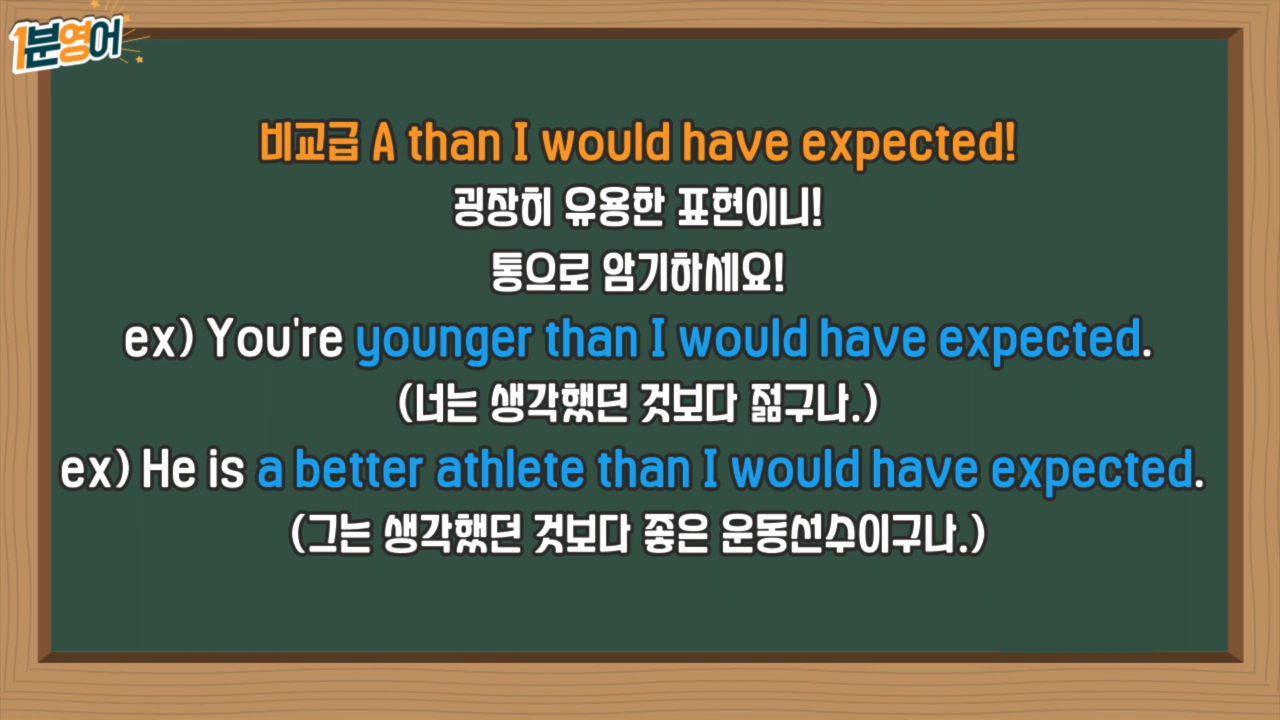 1분영어
비교급 A than I would have expected!
굉장히 유용한 표현이니!
통으로 암기하세요!
ex) You're younger than I would have expected.
(너는 생각했던 것보다 젊구나.)
ex) He is a better athlete than I would have expected.
(그는 생각했던 것보다 좋은 운동선수이구나.)